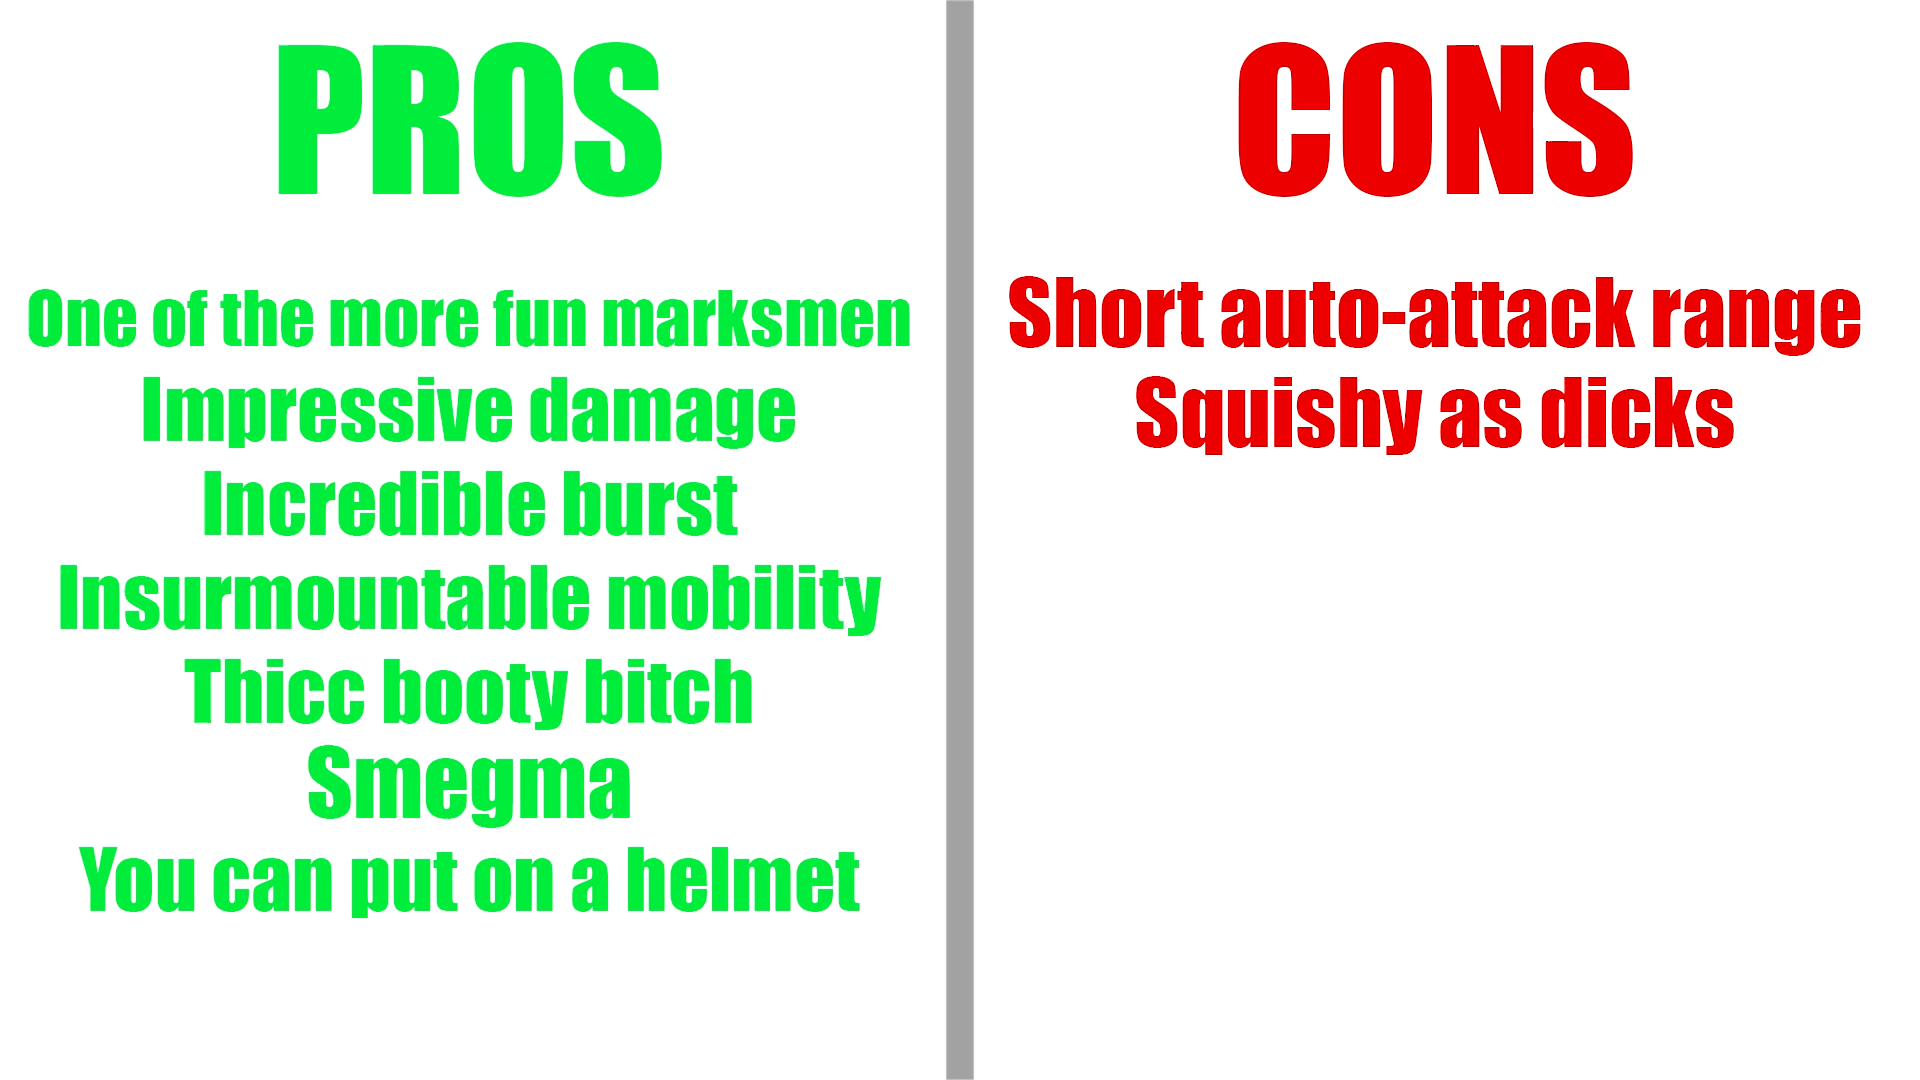 PROS
One of the more fun marksmen
Impressive damage
Incredible burst
Insurmountable mobility
Thicc booty bitch
Smegma
You can put on a helmet
CONS
Short auto-attack range
Squishy as dicks